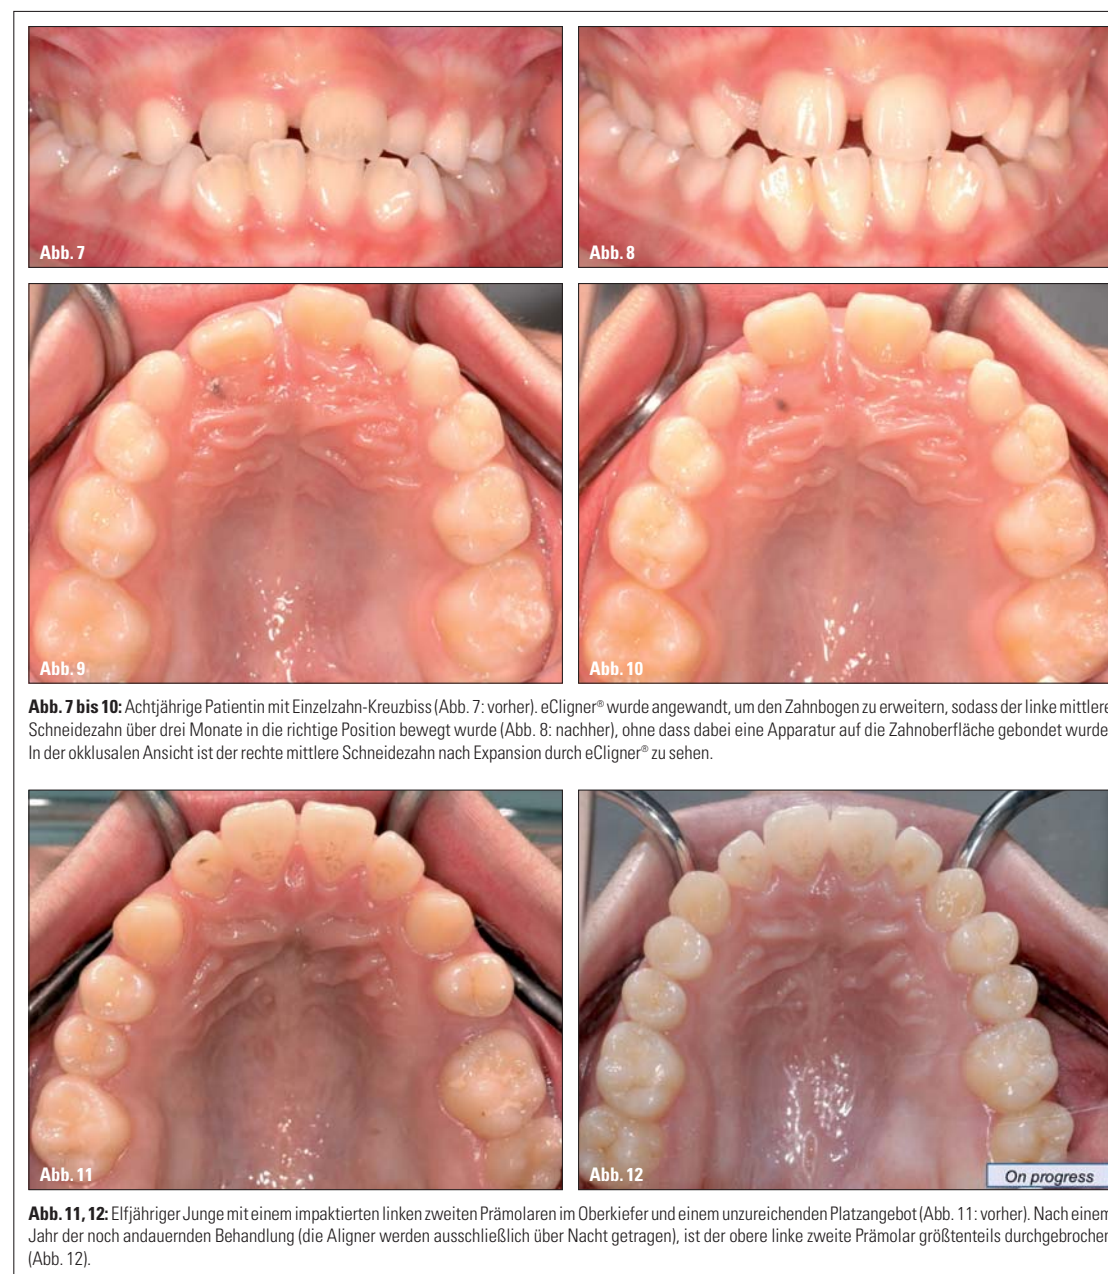 Abb. 7
Abb. 8
Abb. 9
Abb. 10
Abb. 7 bis 10: Achtjährige Patientin mit Einzelzahn-Kreuzbiss (Abb. 7: vorher). eCligner® wurde angewandt, um den Zahnbogen zu erweitern, sodass der linke mittlere
Schneidezahn über drei Monate in die richtige Position bewegt wurde (Abb. 8: nachher), ohne dass dabei eine Apparatur auf die Zahnoberfläche gebondet wurde
In der okklusalen Ansicht ist der rechte mittlere Schneidezahn nach Expansion durch eCligner® zu sehen.
Abb. 11
Abb. 12
On progress
Abb. 11, 12: Elfjähriger Junge mit einem impaktierten linken zweiten Prämolaren im Oberkiefer und einem unzureichenden Platzangebot (Abb. 11: vorher). Nach einem
Jahr der noch andauernden Behandlung (die Aligner werden ausschließlich über Nacht getragen), ist der obere linke zweite Prämolar größtenteils durchgebrochen
(Abb. 12).